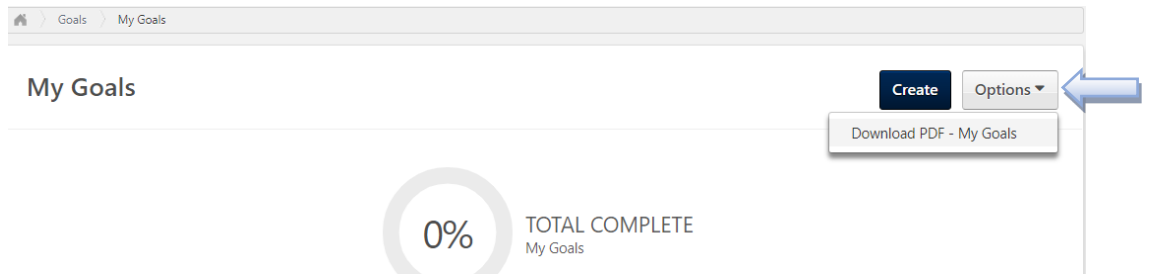 Goals My Goals
My Goals
Create Options
Download PDF - My Goals
0%
TOTAL COMPLETE
My Goals